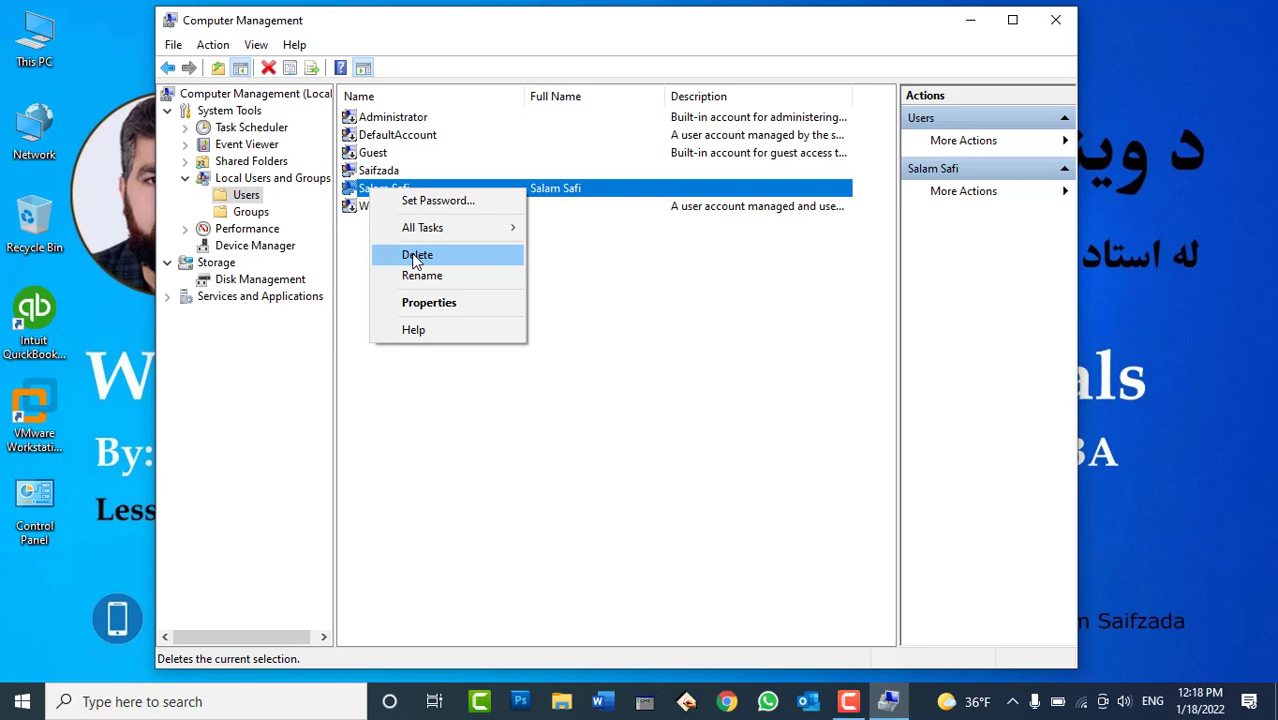 This PC
Network
Recycle Bin
Intuit
QuickBook...
VMware
Workstati...
Control
Panel
Computer Management
File Action View Help
Computer Management (Local
System Tools
Task Scheduler
Event Viewer
Shared Folders
Local Users and Groups
Users
Groups
Performance
Device Manager
Storage
Disk Management
Services and Applications
Name Full Name Description
Administrator Built-in account for administering...
DefaultAccount A user account managed by the s...
Guest Built-in account for guest access t...
Saifzada
Salam Safi Salam Safi
W A user account managed and use...
Set Password...
All Tasks
Delete
Rename
Properties
Help
Actions
Users
More Actions
Salam Safi
More Actions
Deletes the current selection.
د وين
له استاد
W
als
By:
BA
Less
m Saifzada
Type here to search
36°F
ENG
12:18 PM
1/18/2022